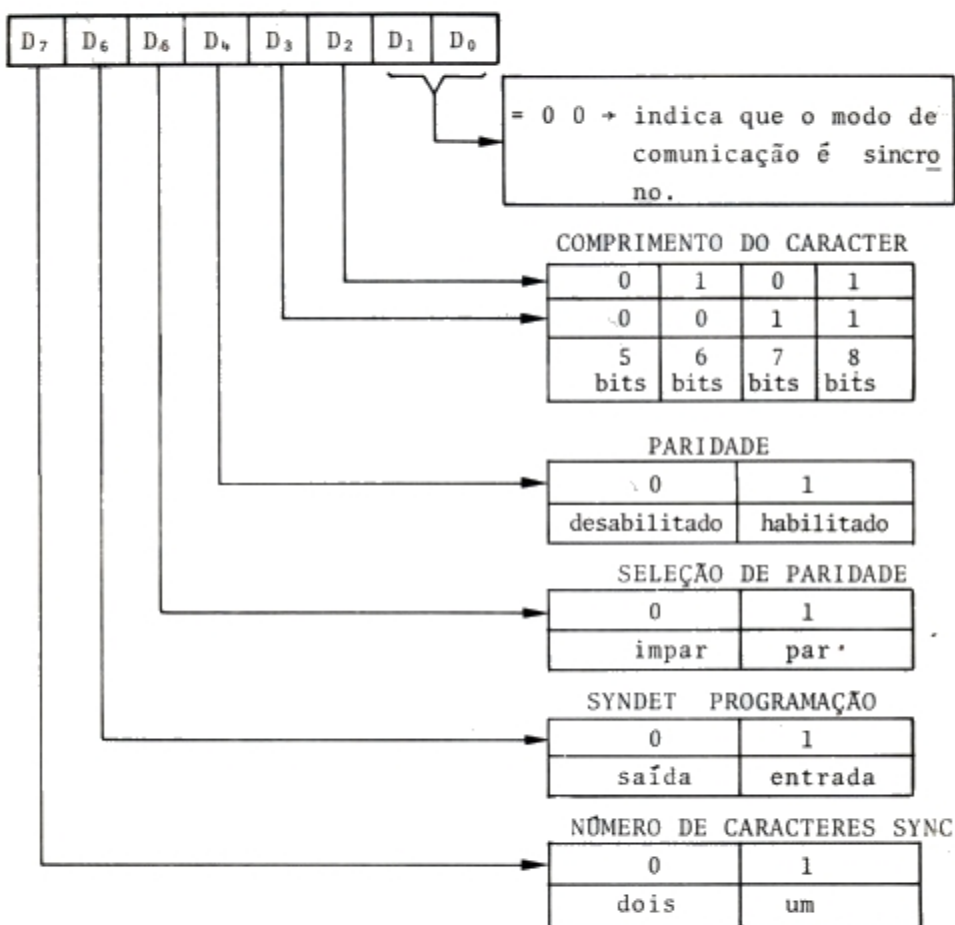 D₇ D₆ D₆ D₄ D₃ D₂ D₁ D₀
= 0 0 → indica que o modo de
comunicação é sincro
no.
COMPRIMENTO DO CARACTER
0 1 0 1
0 0 1 1
5 6 7 8
bits bits bits bits
PARIDADE
0 1
desabilitado habilitado
SELEÇÃO DE PARIDADE
0 1
impar par
SYNDET PROGRAMAÇÃO
0 1
saída entrada
NÚMERO DE CARACTERES SYNC
0 1
dois um